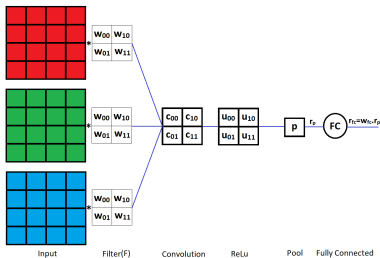 w00 w10
* w01 w11
w00 w10
* w01 w11
w00 w10
* w01 w11
c00 c10
c01 c11
u00 u10
u01 u11
p
rp
FC
rfc=wfc.rp
Input Filter(F) Convolution ReLu Pool Fully Connected